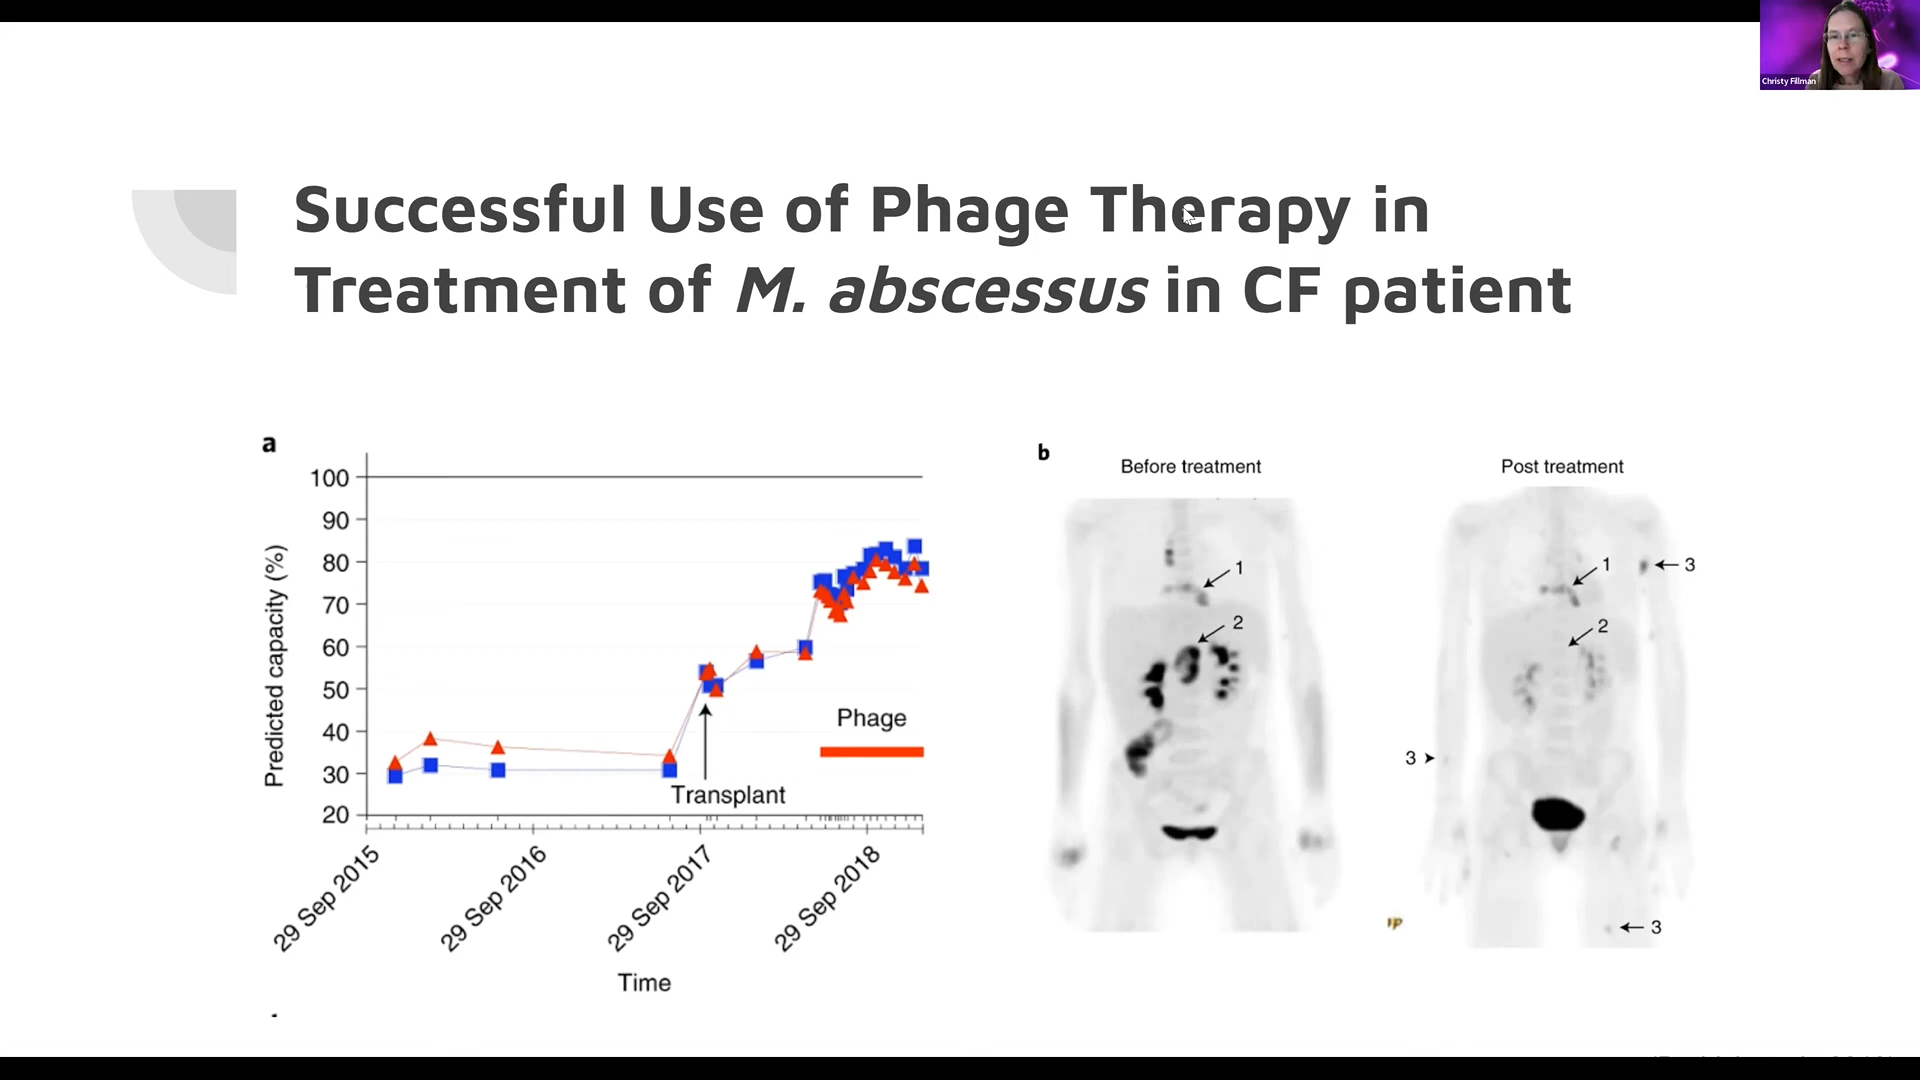 Christy Fillman
Successful Use of Phage Therapy in
Treatment of M. abscessus in CF patient
a
100
90
80
70
60
50
40
30
20
Predicted capacity (%)
Phage
Transplant
29 Sep 2015
29 Sep 2016
29 Sep 2017
29 Sep 2018
Time
b
Before treatment
Post treatment
1
2
1
2
3
3
3